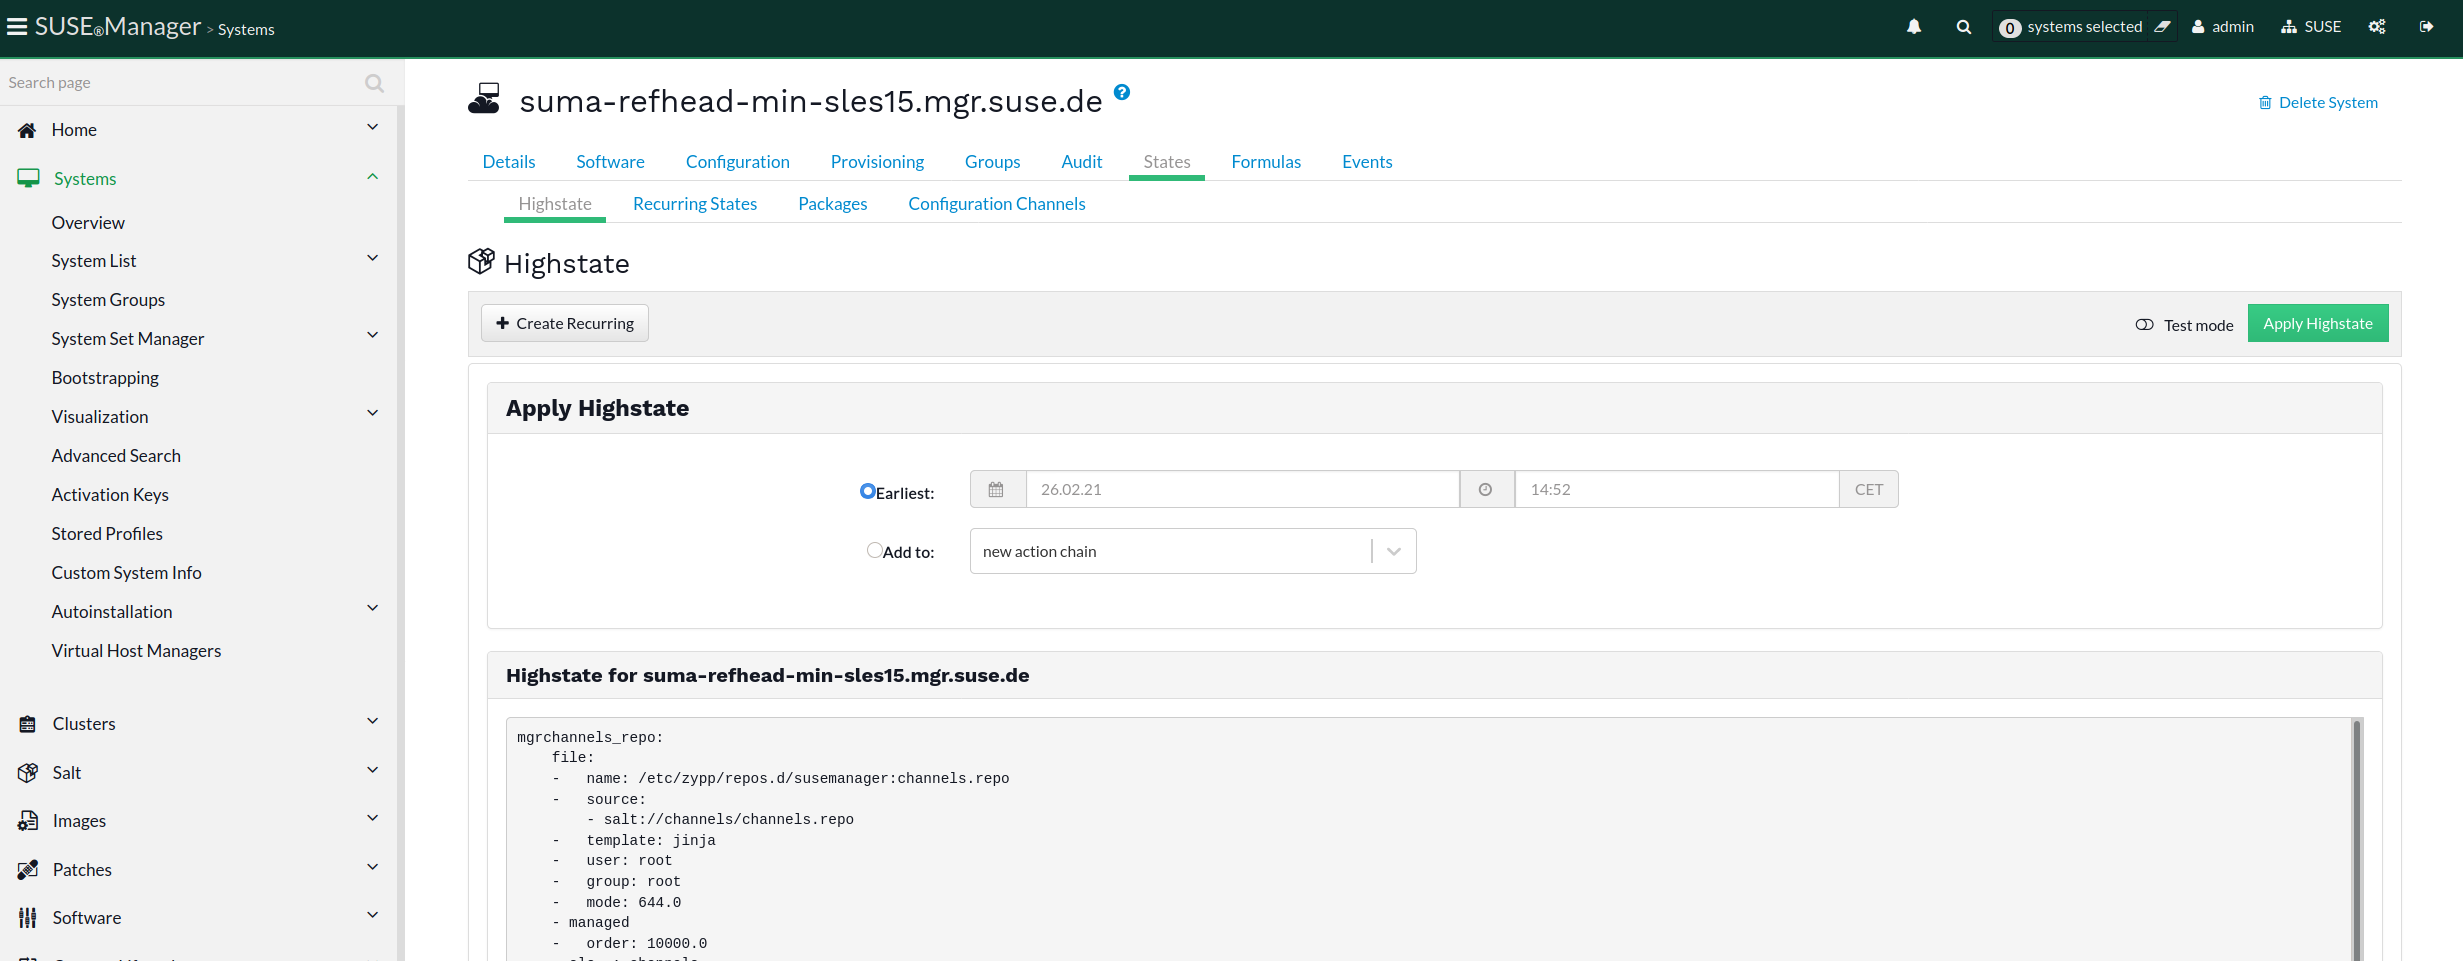 SUSE®Manager > Systems
0 systems selected admin SUSE
Search page
Home
Systems
Overview
System List
System Groups
System Set Manager
Bootstrapping
Visualization
Advanced Search
Activation Keys
Stored Profiles
Custom System Info
Autoinstallation
Virtual Host Managers
Clusters
Salt
Images
Patches
Software
suma-refhead-min-sles15.mgr.suse.de ?
Delete System
Details Software Configuration Provisioning Groups Audit States Formulas Events
Highstate Recurring States Packages Configuration Channels
Highstate
+ Create Recurring
Test mode Apply Highstate
Apply Highstate
Earliest: 26.02.21 14:52 CET
Add to: new action chain
Highstate for suma-refhead-min-sles15.mgr.suse.de
mgrchannels_repo:
file:
- name: /etc/zypp/repos.d/susemanager:channels.repo
- source:
- salt://channels/channels.repo
- template: jinja
- user: root
- group: root
- mode: 644.0
- managed
- order: 10000.0